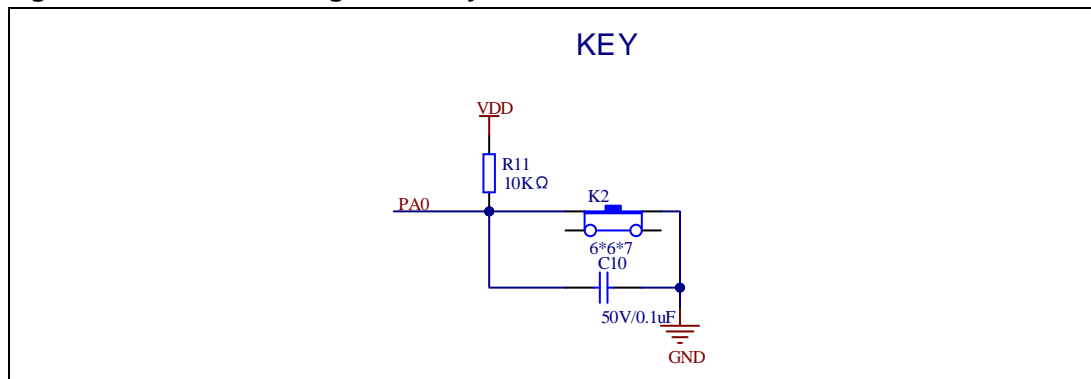 KEY
VDD
R11
10KΩ
PA0
K2
6*6*7
C10
50V/0.1uF
GND